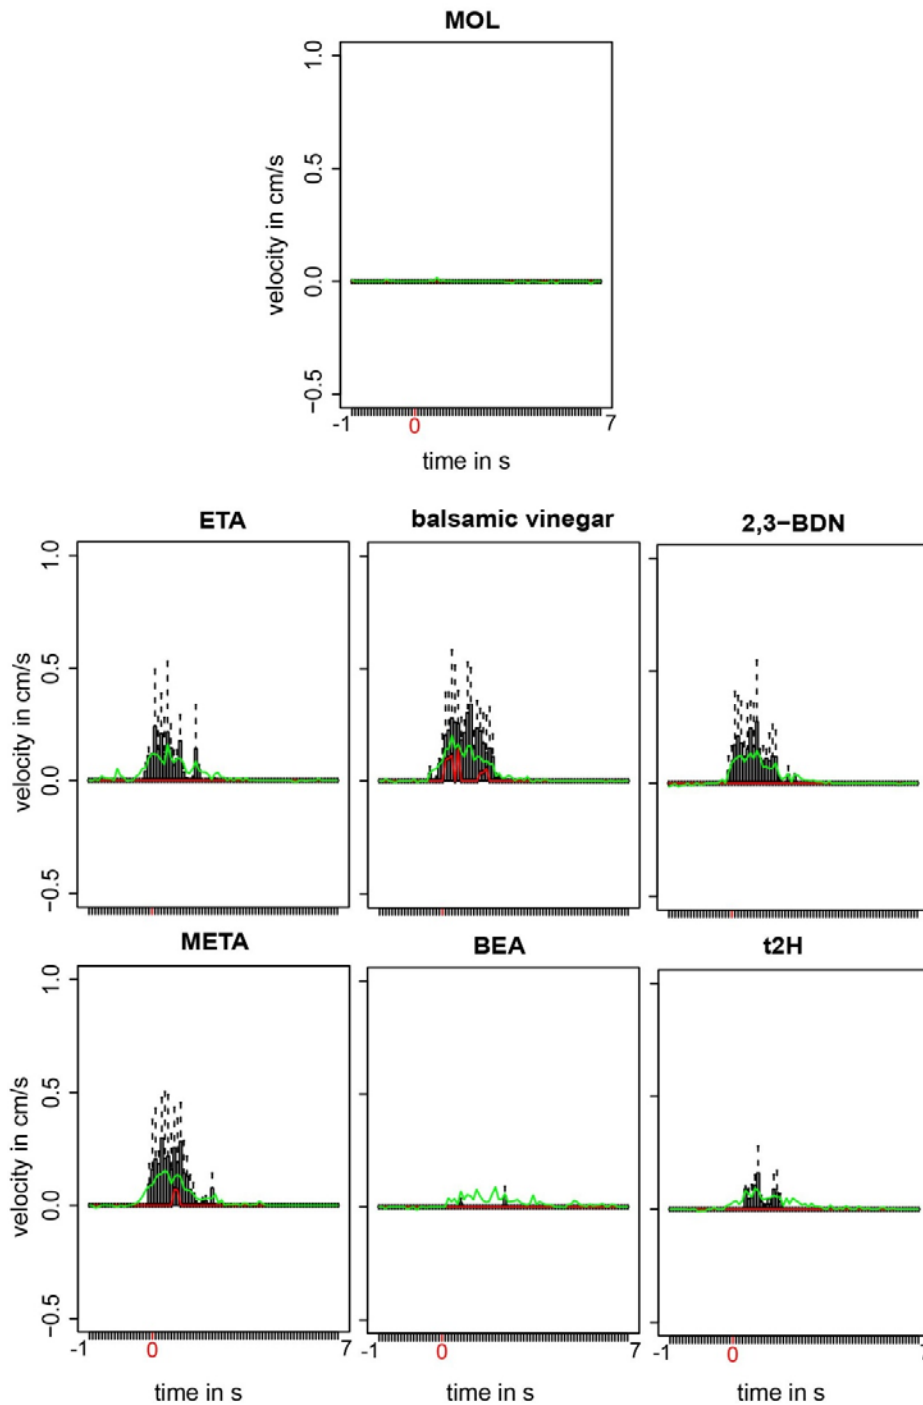 MOL
velocity in cm/s
1.0
0.5
0.0
−0.5
-1 0 7
time in s
ETA balsamic vinegar 2,3−BDN
velocity in cm/s
1.0
0.5
0.0
−0.5
META BEA t2H
velocity in cm/s
1.0
0.5
0.0
−0.5
-1 0 7 -1 0 7 -1 0
time in s time in s time in s